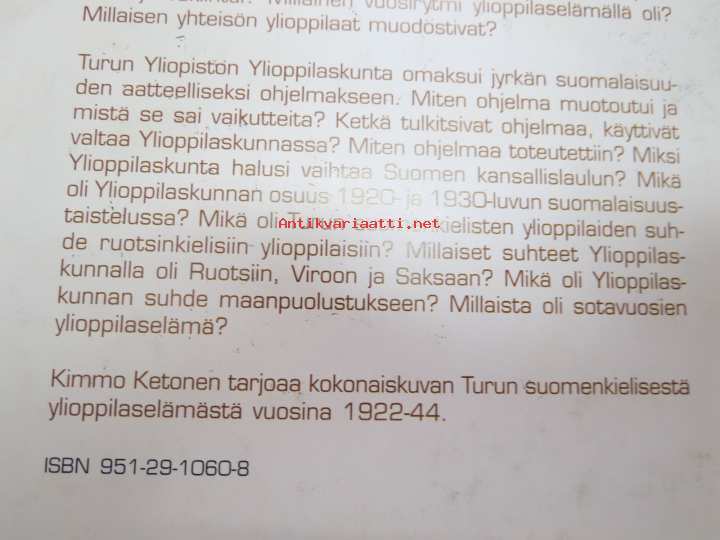 Millainen vuosirytmi ylioppilaselämällä oli?
Millaisen yhteisön ylioppilaat muodostivat?
Turun Yliopiston Ylioppilaskunta omaksui jyrkän suomalaisuu-
den aatteelliseksi ohjelmakseen. Miten ohjelma muotoutui ja
mistä se sai vaikutteita? Ketkä tulkitsivat ohjelmaa, käyttivät
valtaa Ylioppilaskunnassa? Miten ohjelmaa toteutettiin? Miksi
Ylioppilaskunta halusi vaihtaa Suomen kansallislaulun? Mikä
oli Ylioppilaskunnan osuus 1920- ja 1930-luvun suomalaisuus-
taistelussa? Mikä oli Antikvariaatti.net kielisten ylioppilaiden suh-
de ruotsinkielisiin ylioppilaisiin? Millaiset suhteet Ylioppilas-
kunnalla oli Ruotsiin, Viroon ja Saksaan? Mikä oli Ylioppilas-
kunnan suhde maanpuolustukseen? Millaista oli sotavuosien
ylioppilaselämä?
Kimmo Ketonen tarjoaa kokonaiskuvan Turun suomenkielisestä
ylioppilaselämästä vuosina 1922-44.
ISBN 951-29-1060-8